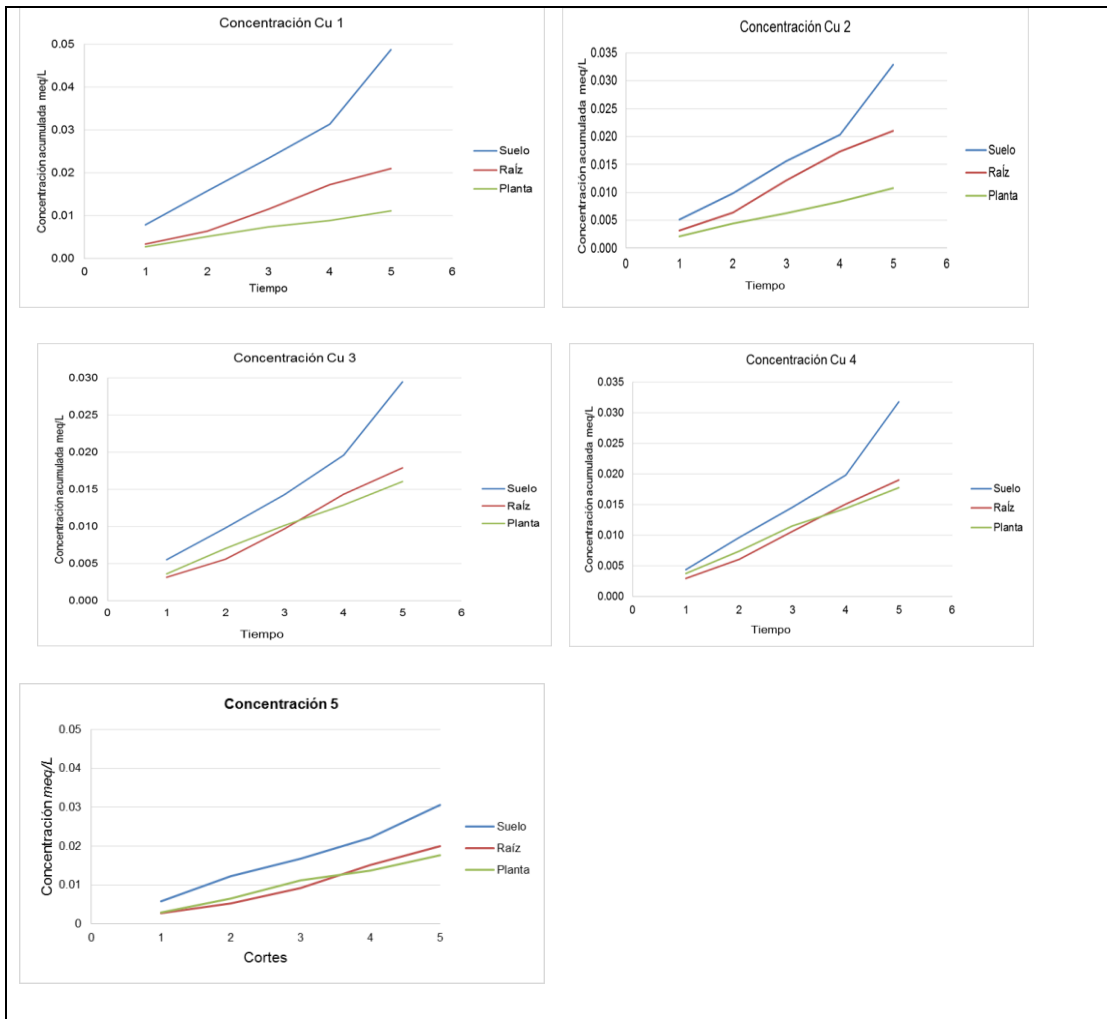 Concentración Cu 1
Concentración acumulada meq/L
0.05
0.04
0.03
0.02
0.01
0.00
0 1 2 3 4 5 6
Tiempo
Suelo
RaÍz
Planta
Concentración Cu 2
Concentración acumulada meq/L
0.035
0.030
0.025
0.020
0.015
0.010
0.005
0.000
0 1 2 3 4 5 6
Tiempo
Suelo
RaÍz
Planta
Concentración Cu 3
Concentración acumulada meq/L
0.030
0.025
0.020
0.015
0.010
0.005
0.000
0 1 2 3 4 5 6
Tiempo
Suelo
RaÍz
Planta
Concentración Cu 4
Concentración acumulada meq/L
0.035
0.030
0.025
0.020
0.015
0.010
0.005
0.000
0 1 2 3 4 5 6
Tiempo
Suelo
RaÍz
Planta
Concentración 5
Concentración meq/L
0.05
0.04
0.03
0.02
0.01
0
0 1 2 3 4 5
Cortes
Suelo
Raíz
Planta